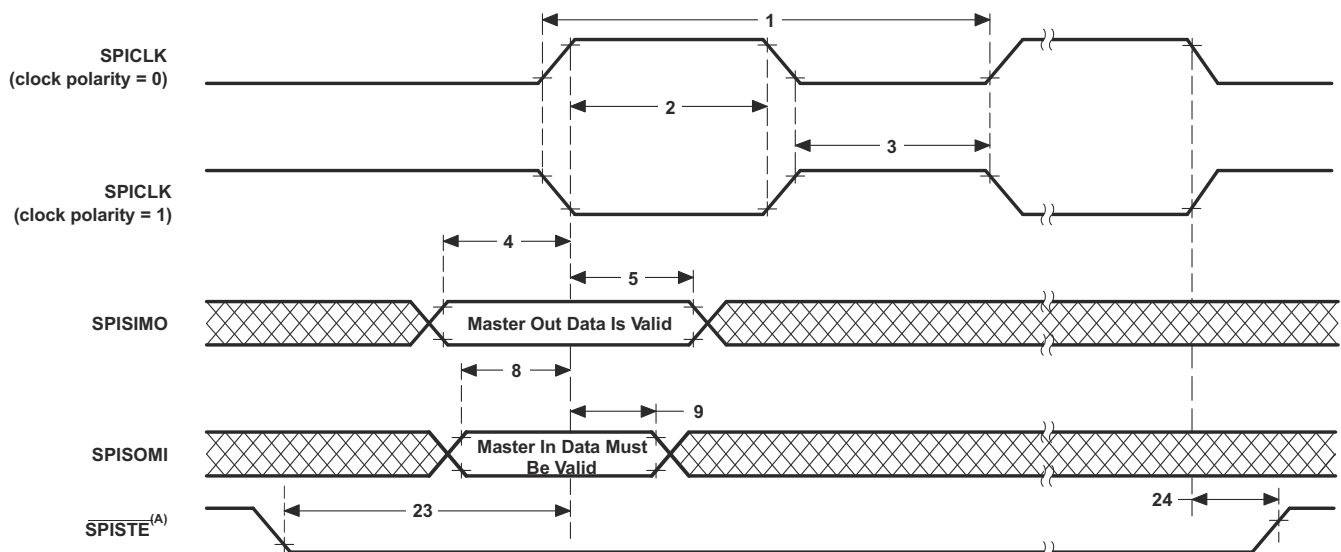 1
SPICLK
(clock polarity = 0)
2
3
SPICLK
(clock polarity = 1)
4
5
SPISIMO
Master Out Data Is Valid
8
9
SPISOMI
Master In Data Must
Be Valid
23
24
SPISTE(A)